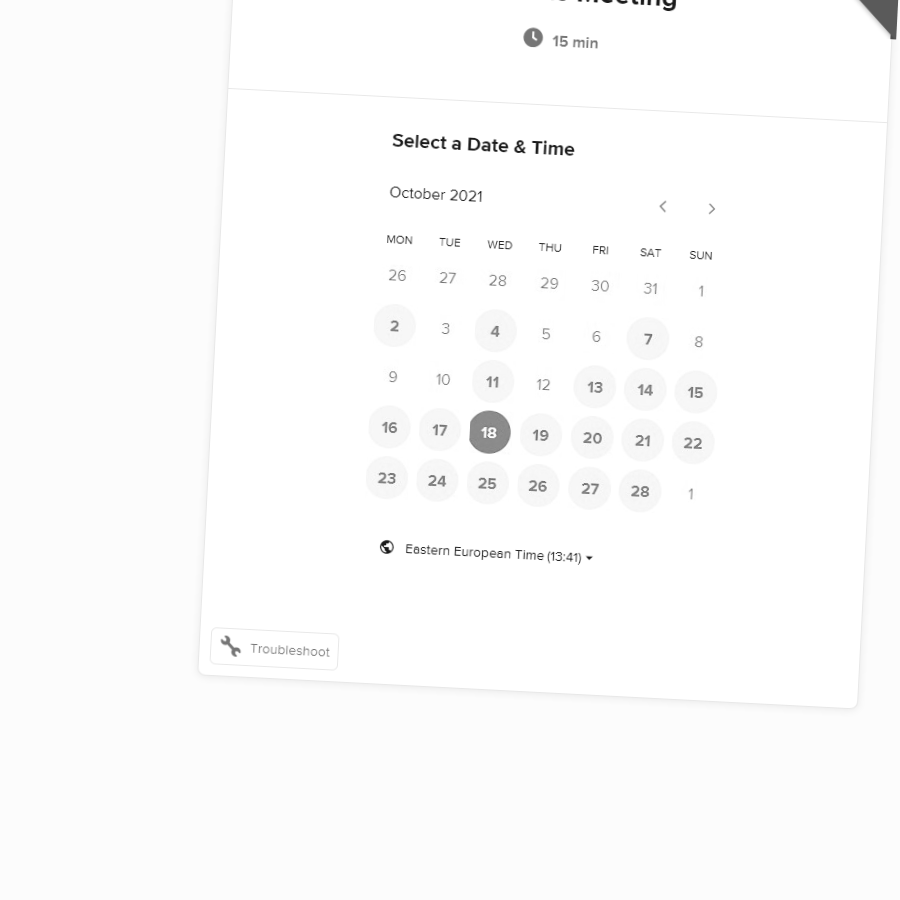 Meeting
15 min
Select a Date & Time
October 2021
MON TUE WED THU FRI SAT SUN
26 27 28 29 30 31 1
2 3 4 5 6 7 8
9 10 11 12 13 14 15
16 17 18 19 20 21 22
23 24 25 26 27 28 1
Eastern European Time (13:41)
Troubleshoot